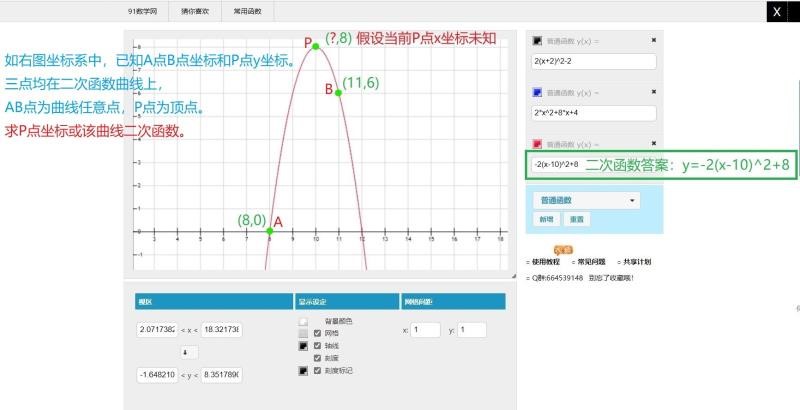 91数学网 猜你喜欢 常用函数
X
如右图坐标系中，已知A点B点坐标和P点y坐标。
三点均在二次函数曲线上，
AB点为曲线任意点，P点为顶点。
求P点坐标或该曲线二次函数。
P (?,8) 假设当前P点x坐标未知
B (11,6)
(8,0) A
8
7
6
5
4
3
2
1
0
-1
3 4 5 6 7 8 9 10 11 12 13 14 15 16 17 18
普通函数 y(x) =
2(x+2)^2-2
普通函数 y(x) =
2*x^2+8*x+4
普通函数 y(x) =
-2(x-10)^2+8 二次函数答案：y=-2(x-10)^2+8
普通函数
新增 重置
使用教程 常见问题 共享计划
Q群:664539148 别忘了收藏哦!
视区 显示设定 网格间距
2.0717382 < x < 18.321738
-1.648210 < y < 8.3517890
背景颜色
网格
轴线
刻度
刻度标记
x: 1 y: 1